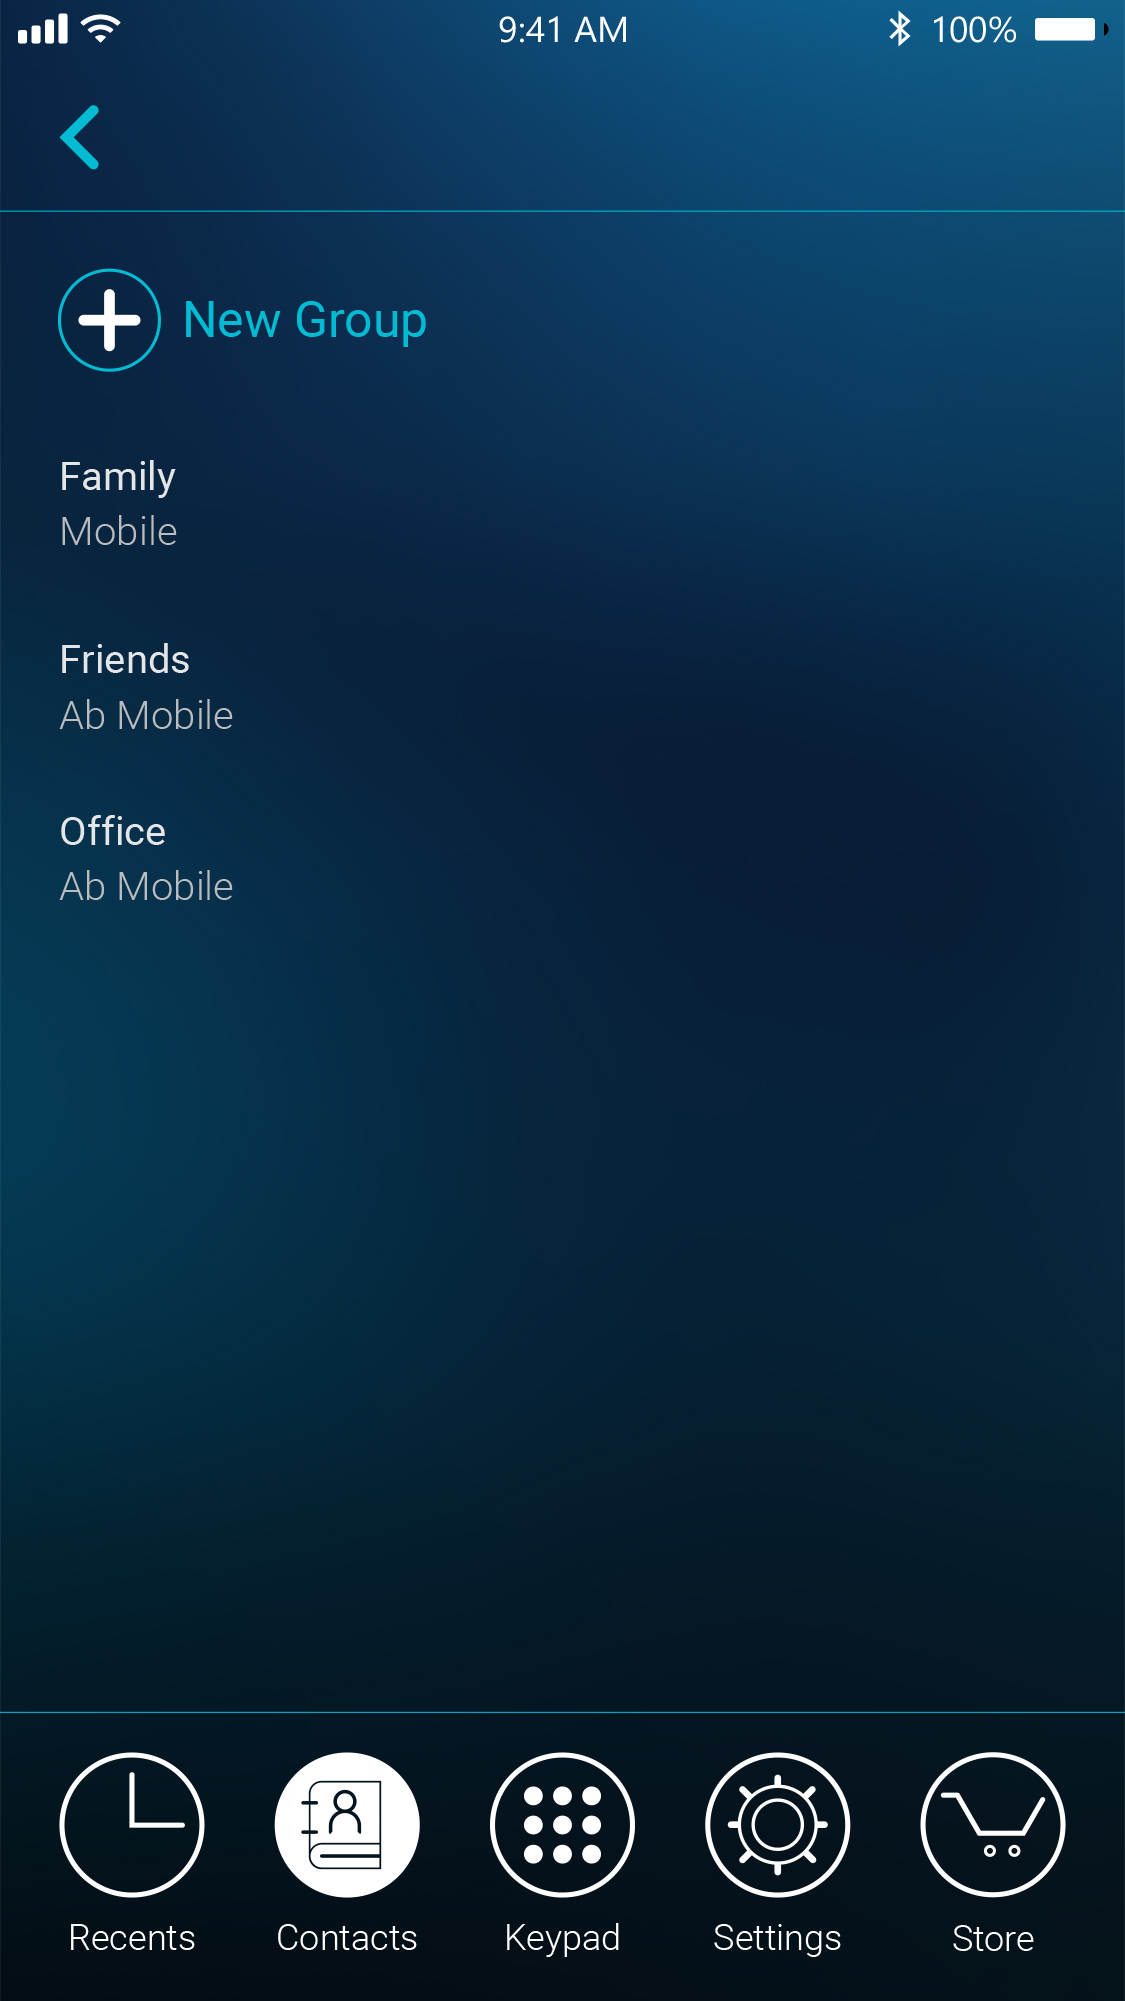 9:41 AM 100%
New Group
Family
Mobile
Friends
Ab Mobile
Office
Ab Mobile
Recents Contacts Keypad Settings Store